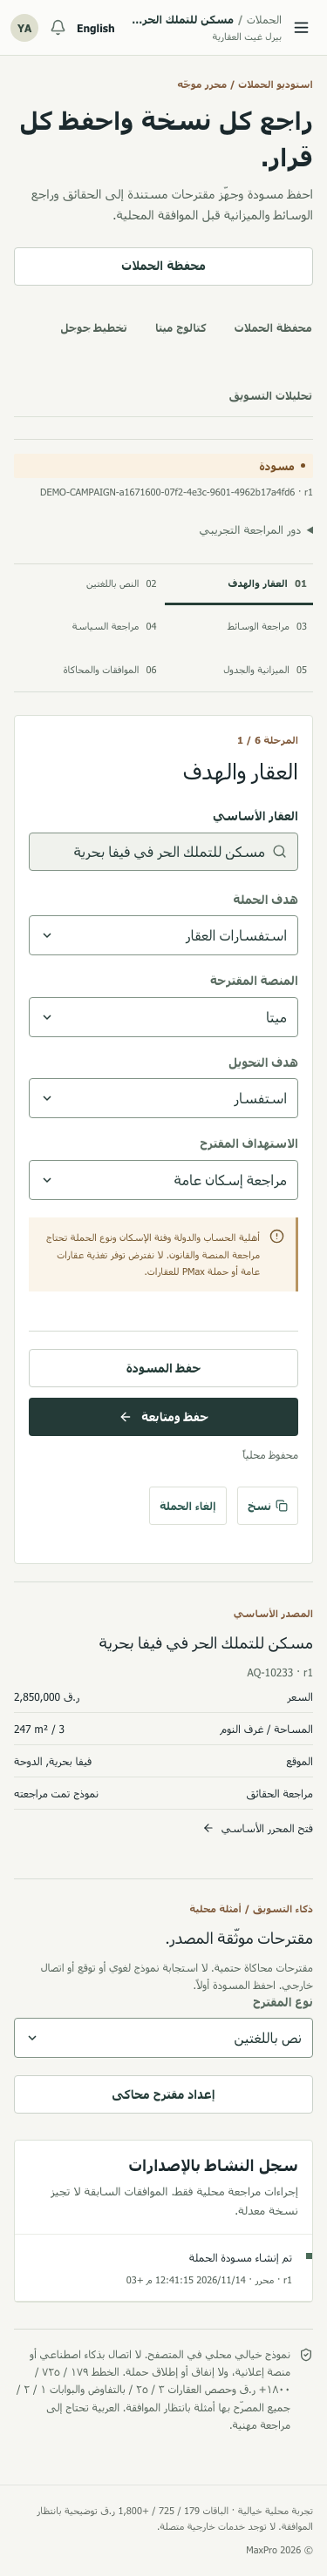 الحملات / مسكن للتملك الحر...
بيرل غيت العقارية
English
YA
استوديو الحملات / محرر موجّه
راجع كل نسخة واحفظ كل
قرار.
احفظ مسودة وجهّز مقترحات مستندة إلى الحقائق وراجع
الوسائط والميزانية قبل الموافقة المحلية.
محفظة الحملات
محفظة الحملات
كتالوج ميتا
تخطيط جوجل
تحليلات التسويق
• مسودة
DEMO-CAMPAIGN-a1671600-07f2-4e3c-9601-4962b17a4fd6 · r1
دور المراجعة التجريبي
01 العقار والهدف
02 النص باللغتين
03 مراجعة الوسائط
04 مراجعة السياسة
05 الميزانية والجدول
06 الموافقات والمحاكاة
المرحلة 6 / 1
العقار والهدف
العقار الأساسي
مسكن للتملك الحر في فيفا بحرية
هدف الحملة
استفسارات العقار
المنصة المقترحة
ميتا
هدف التحويل
استفسار
الاستهداف المقترح
مراجعة إسكان عامة
أهلية الحساب والدولة وفئة الإسكان ونوع الحملة تحتاج
مراجعة المنصة والقانون. لا نفترض توفر تغذية عقارات
عامة أو حملة PMax للعقارات.
حفظ المسودة
حفظ ومتابعة
محفوظ محلياً
نسخ
إلغاء الحملة
المصدر الأساسي
مسكن للتملك الحر في فيفا بحرية
AQ-10233 · r1
السعر
2,850,000 ر.ق
المساحة / غرف النوم
247 m² / 3
الموقع
فيفا بحرية, الدوحة
مراجعة الحقائق
نموذج تمت مراجعته
فتح المحرر الأساسي
ذكاء التسويق / أمثلة محلية
مقترحات موثّقة المصدر.
مقترحات محاكاة حتمية. لا استجابة نموذج لغوي أو توقع أو اتصال
خارجي. احفظ المسودة أولاً.
نوع المقترح
نص باللغتين
إعداد مقترح محاكى
سجل النشاط بالإصدارات
إجراءات مراجعة محلية فقط. الموافقات السابقة لا تجيز
نسخة معدلة.
تم إنشاء مسودة الحملة
r1 · محرر · 2026/11/14 12:41:15 م +03
نموذج خيالي محلي في المتصفح. لا اتصال بذكاء اصطناعي أو
منصة إعلانية، ولا إنفاق أو إطلاق حملة. الخطط ١٧٩ / ٧٢٥ /
١٨٠٠+ ر.ق وحصص العقارات ٣ / ٢٥ / بالتفاوض والبوابات ١ / ٢ /
جميع المصرّح بها أمثلة بانتظار الموافقة. العربية تحتاج إلى
مراجعة مهنية.
تجربة محلية خيالية · الباقات 179 / 725 / +1,800 ر.ق توضيحية بانتظار
الموافقة. لا توجد خدمات خارجية متصلة.
© 2026 MaxPro